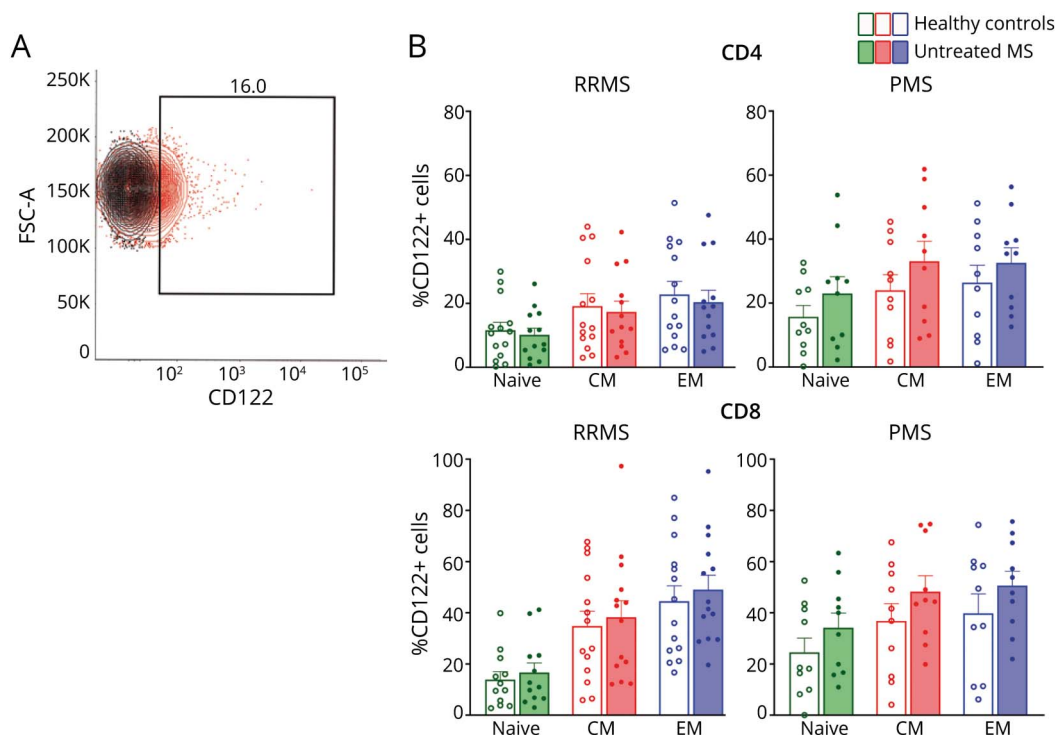 A
250K
200K
150K
100K
50K
0
FSC-A
16.0
10²
10³
10⁴
10⁵
CD122
B
Healthy controls
Untreated MS
CD4
RRMS
80
60
40
20
0
%CD122+ cells
Naive CM EM
PMS
80
60
40
20
0
Naive CM EM
CD8
RRMS
100
80
60
40
20
0
%CD122+ cells
Naive CM EM
PMS
100
80
60
40
20
0
Naive CM EM